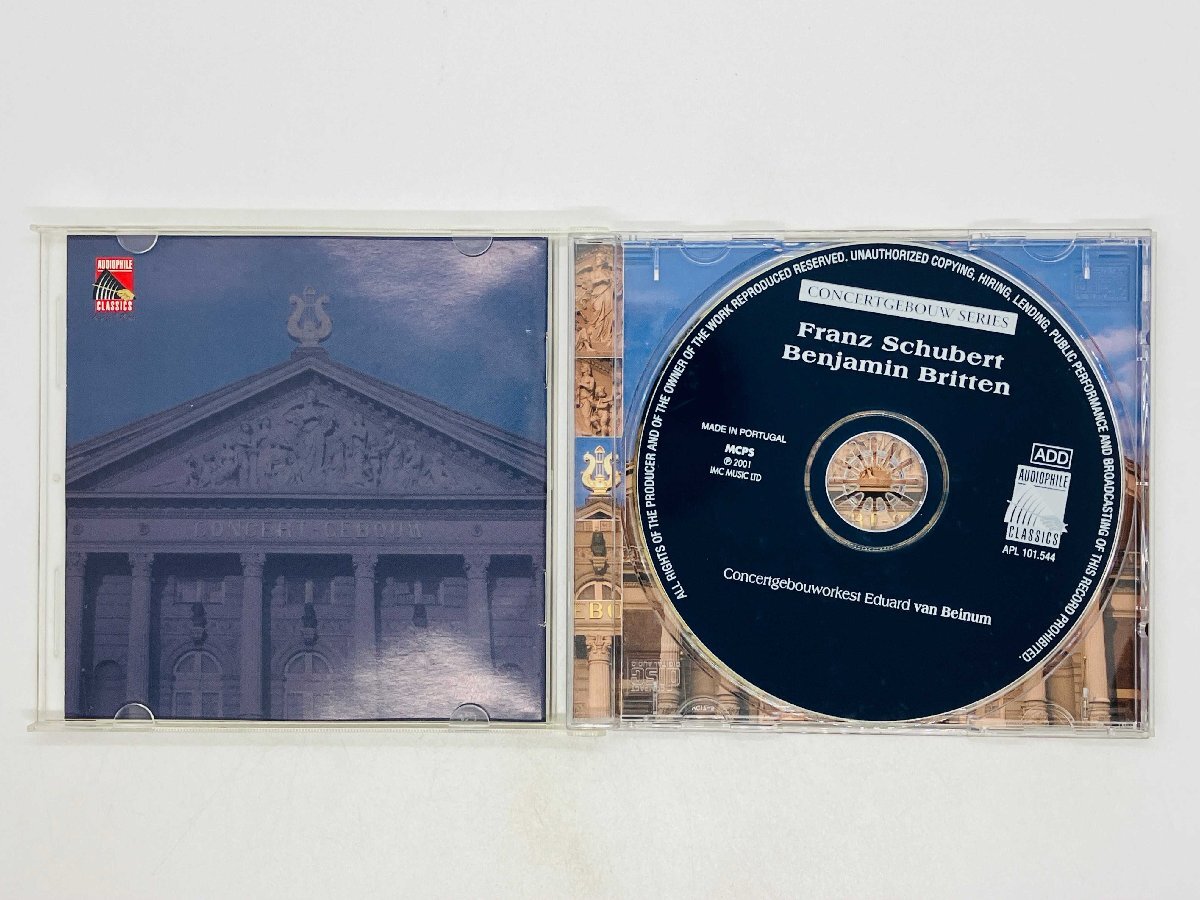 AUDIOPHILE
CLASSICS
ALL RIGHTS OF THE PRODUCER AND OF THE OWNER OF THE WORK REPRODUCED RESERVED. UNAUTHORIZED COPYING, HIRING, LENDING, PUBLIC PERFORMANCE AND BROADCASTING OF THIS RECORD PROHIBITED.
CONCERTGEBOUW SERIES
Franz Schubert
Benjamin Britten
MADE IN PORTUGAL
MCPS
℗ 2001
IMC MUSIC LTD
ADD
AUDIOPHILE
CLASSICS
APL 101.544
Concertgebouworkest Eduard van Beinum
EBO